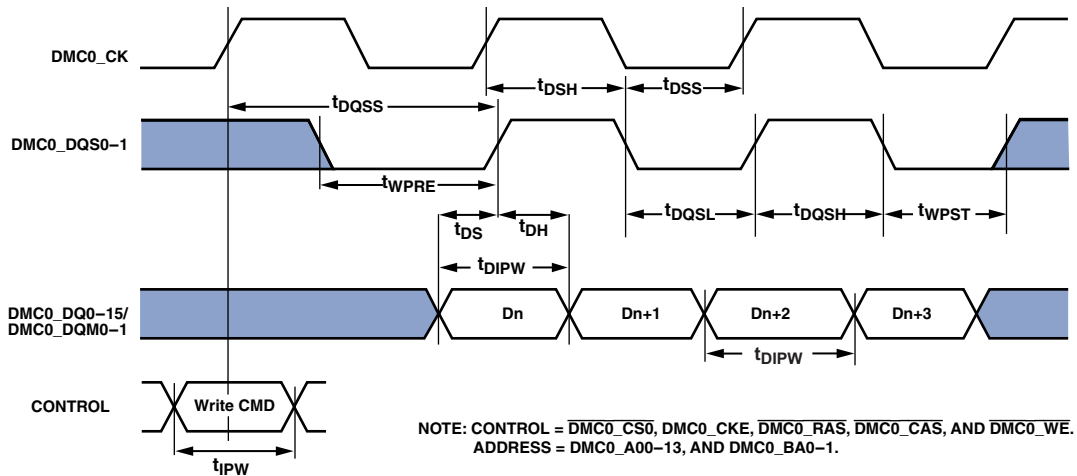 DMC0_CK
tDSH
tDSS
tDQSS
DMC0_DQS0–1
tWPRE
tDS
tDH
tDQSL
tDQSH
tWPST
tDIPW
DMC0_DQ0-15/
DMC0_DQM0-1
Dn
Dn+1
Dn+2
Dn+3
tDIPW
CONTROL
Write CMD
tIPW
NOTE: CONTROL = DMC0_CS0, DMC0_CKE, DMC0_RAS, DMC0_CAS, AND DMC0_WE.
ADDRESS = DMC0_A00–13, AND DMC0_BA0-1.